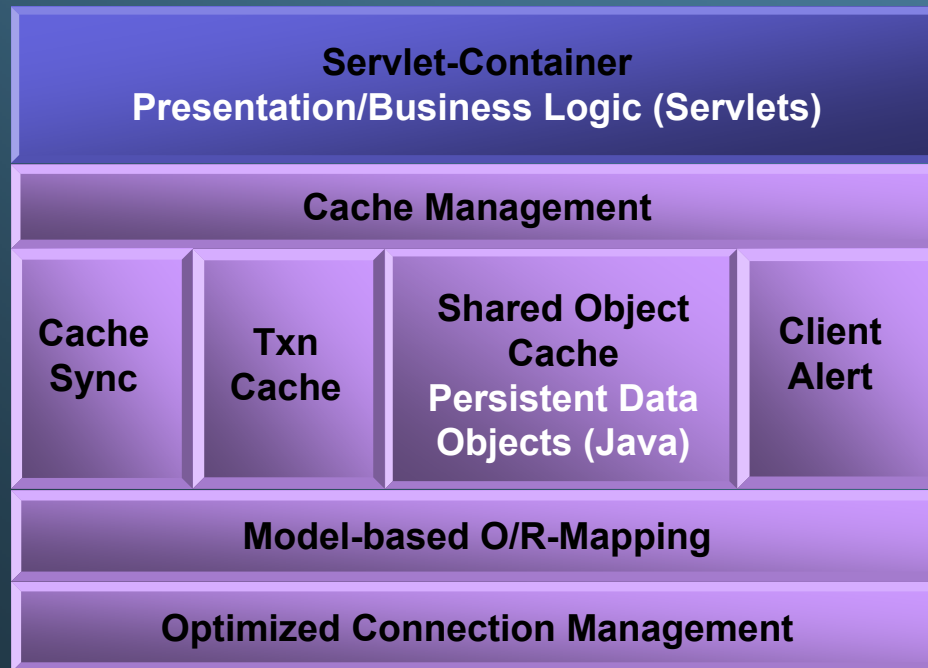 Servlet-Container
Presentation/Business Logic (Servlets)
Cache Management
Cache
Sync
Txn
Cache
Shared Object
Cache
Persistent Data
Objects (Java)
Client
Alert
Model-based O/R-Mapping
Optimized Connection Management